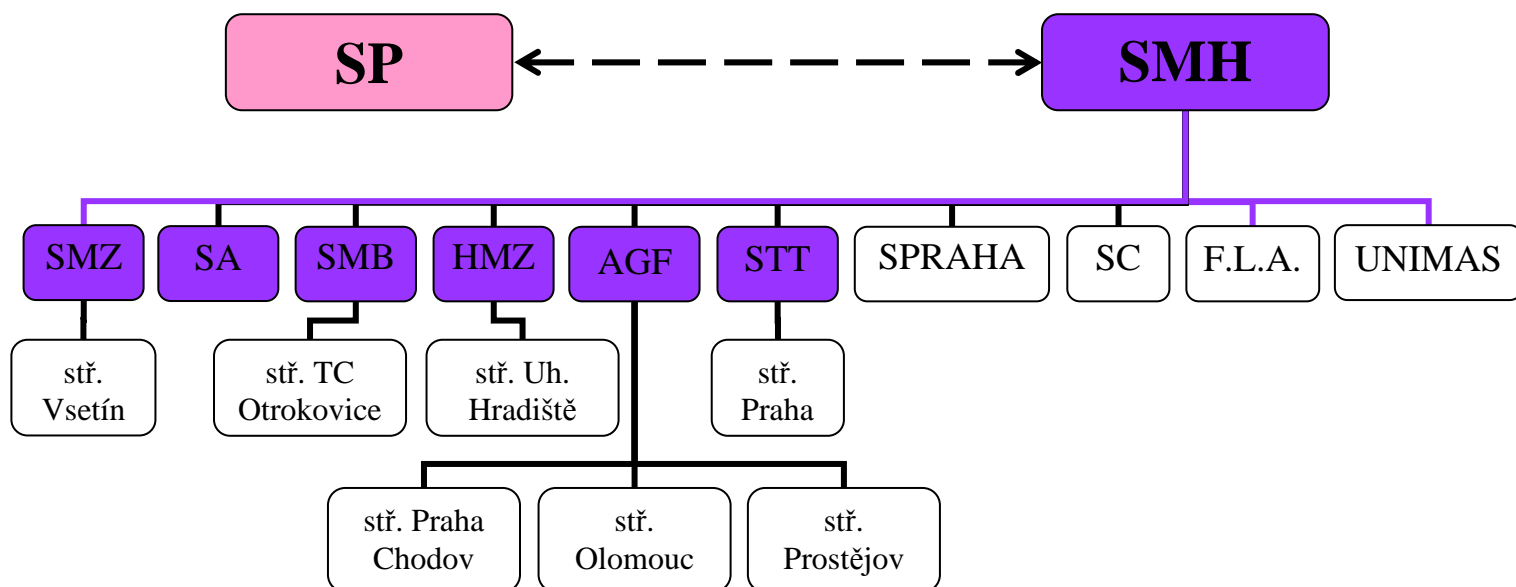 SP
SMH
SMZ
SA
SMB
HMZ
AGF
STT
SPRAHA
SC
F.L.A.
UNIMAS
stř.
Vsetín
stř. TC
Otrokovice
stř. Uh.
Hradiště
stř.
Praha
stř. Praha
Chodov
stř.
Olomouc
stř.
Prostějov